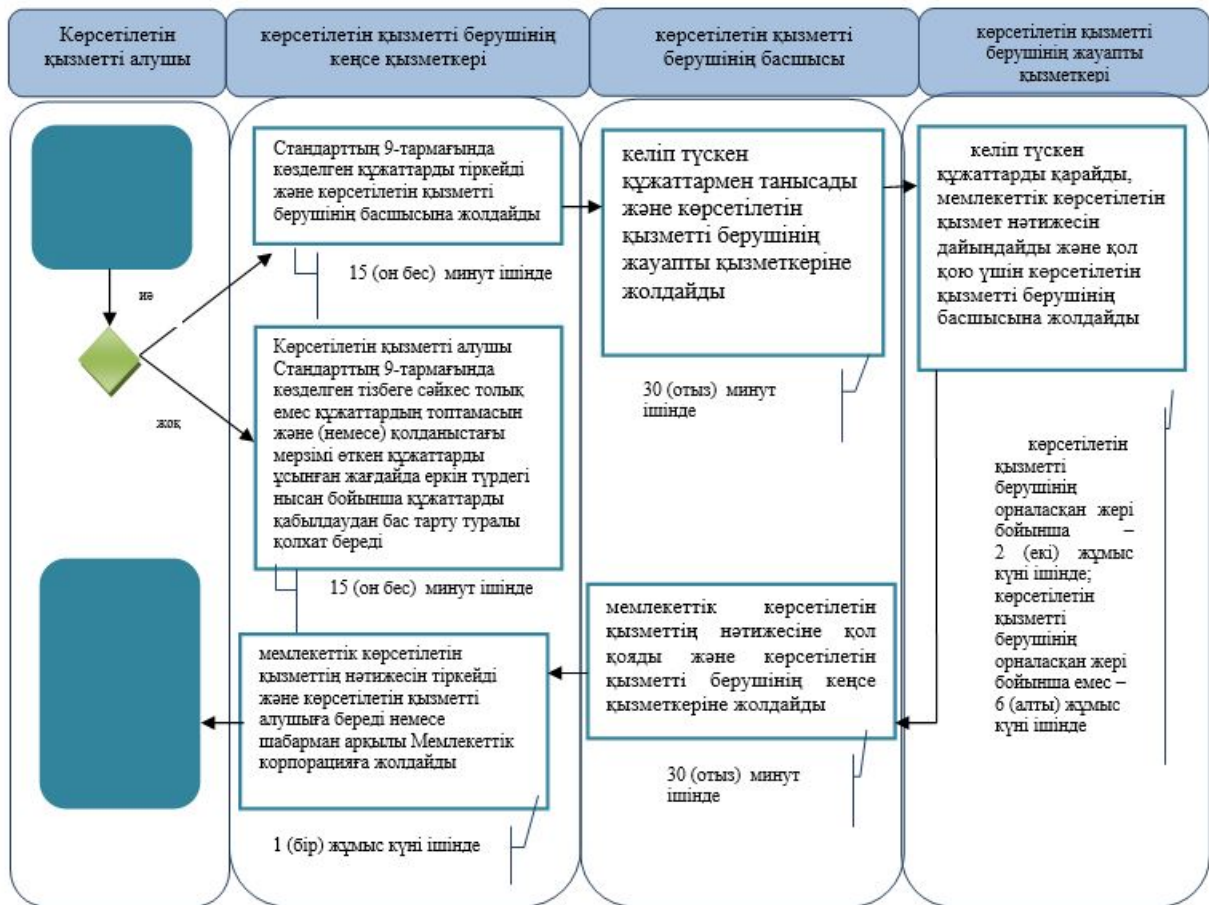 Көрсетілетін
қызметті алушы
көрсетілетін қызметті берушінің
кеңсе қызметкері
көрсетілетін қызметті
берушінің басшысы
көрсетілетін қызметті
берушінің жауапты
қызметкері
иә
жоқ
Стандарттың 9-тармағында
көзделген құжаттарды тіркейді
және көрсетілетін қызметті
берушінің басшысына жолдайды
15 (он бес) минут ішінде
Көрсетілетін қызметті алушы
Стандарттың 9-тармағында
көзделген тізбеге сәйкес толық
емес құжаттардың топтамасын
және (немесе) қолданыстағы
мерзімі өткен құжаттарды
ұсынған жағдайда еркін түрдегі
нысан бойынша құжаттарды
қабылдаудан бас тарту туралы
қолхат береді
15 (он бес) минут ішінде
мемлекеттік көрсетілетін
қызметтің нәтижесін тіркейді
және көрсетілетін қызметті
алушыға береді немесе
шабарман арқылы Мемлекеттік
корпорацияға жолдайды
1 (бір) жұмыс күні ішінде
келіп түскен
құжаттармен танысады
және көрсетілетін
қызметті берушінің
жауапты қызметкеріне
жолдайды
30 (отыз) минут
ішінде
мемлекеттік көрсетілетін
қызметтің нәтижесіне қол
қояды және көрсетілетін
қызметті берушінің кеңсе
қызметкеріне жолдайды
30 (отыз) минут
ішінде
келіп түскен
құжаттарды қарайды,
мемлекеттік көрсетілетін
қызмет нәтижесін
дайындайды және қол
қою үшін көрсетілетін
қызметті берушінің
басшысына жолдайды
көрсетілетін
қызметті
берушінің
орналасқан жері
бойынша –
2 (екі) жұмыс
күні ішінде;
көрсетілетін
қызметті
берушінің
орналасқан жері
бойынша емес –
6 (алты) жұмыс
күні ішінде